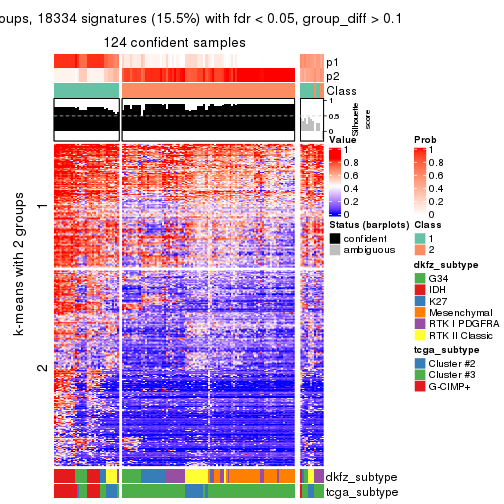 oups, 18334 signatures (15.5%) with fdr < 0.05, group_diff > 0.1
124 confident samples
p1
p2
Class
1
0.5
0
Silhouette
score
k-means with 2 groups
1
2
Value
1
0.8
0.6
0.4
0.2
0
Prob
1
0.8
0.6
0.4
0.2
0
Status (barplots)
confident
ambiguous
Class
1
2
dkfz_subtype
G34
IDH
K27
Mesenchymal
RTK I PDGFRA
RTK II Classic
tcga_subtype
Cluster #2
Cluster #3
G-CIMP+
dkfz_subtype
tcga_subtype